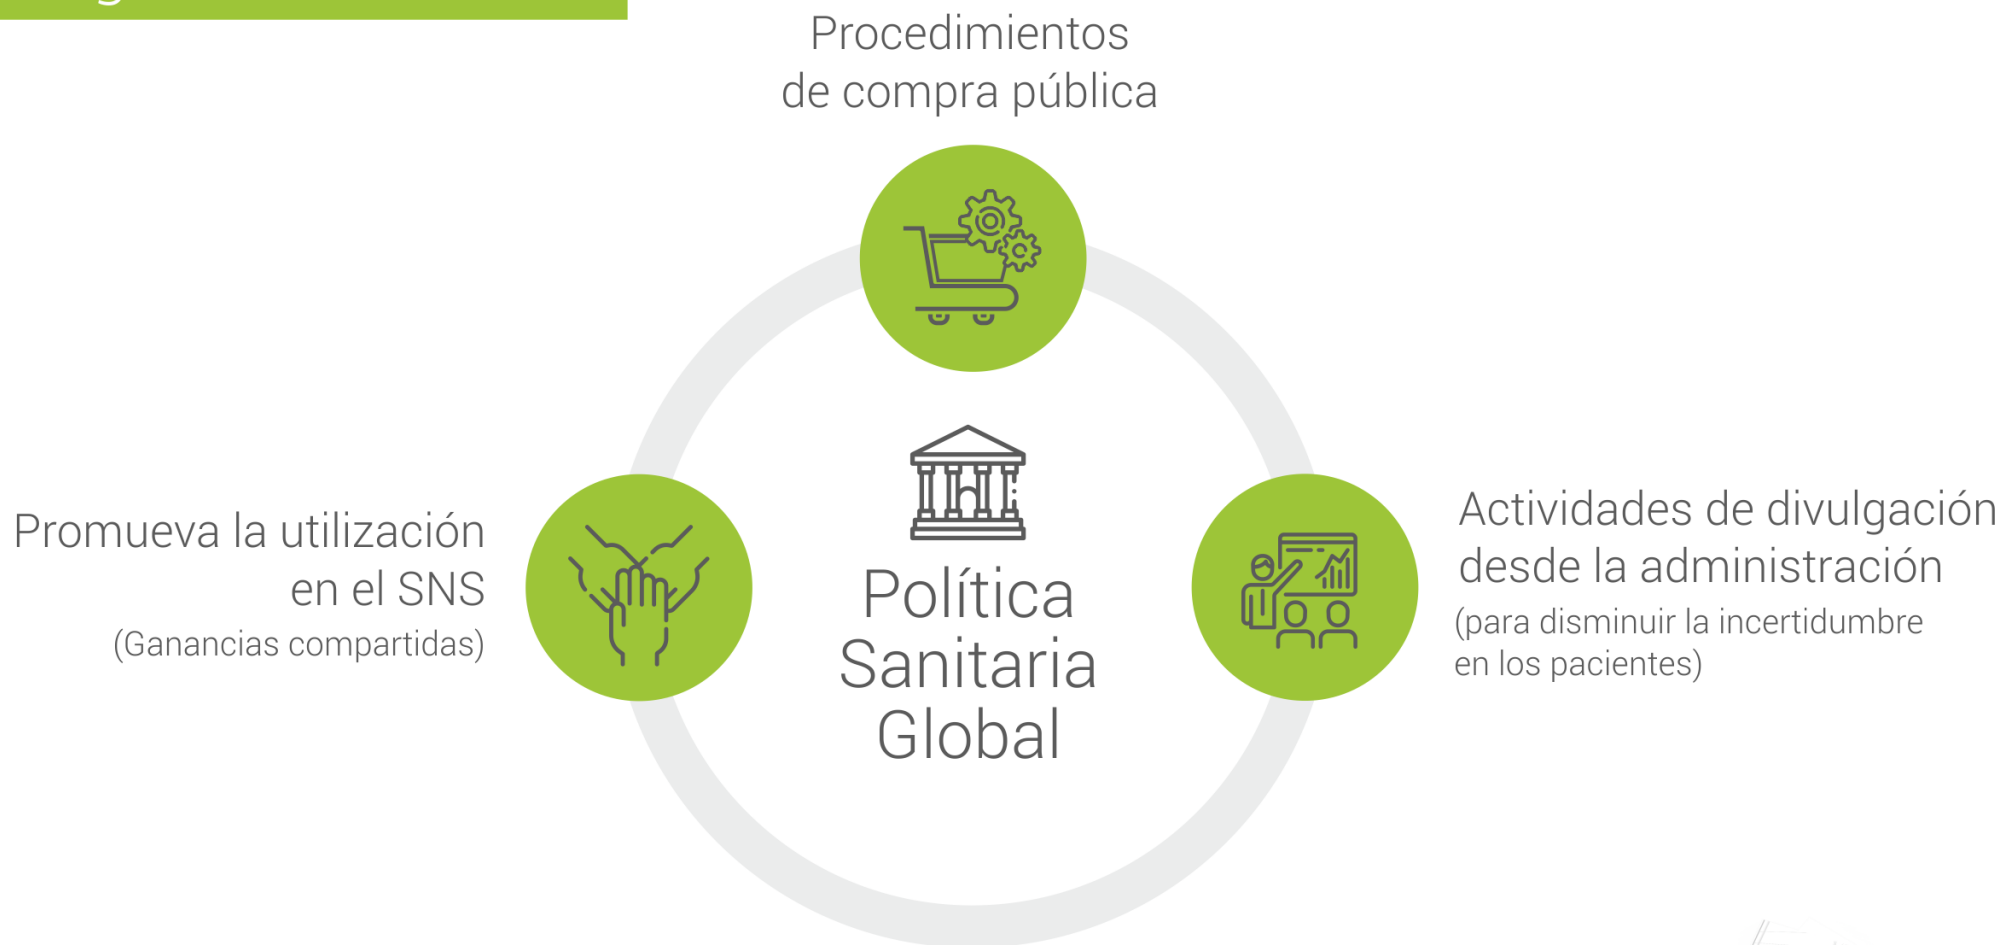 Procedimientos
de compra pública
Promueva la utilización
en el SNS
(Ganancias compartidas)
Política
Sanitaria
Global
Actividades de divulgación
desde la administración
(para disminuir la incertidumbre
en los pacientes)